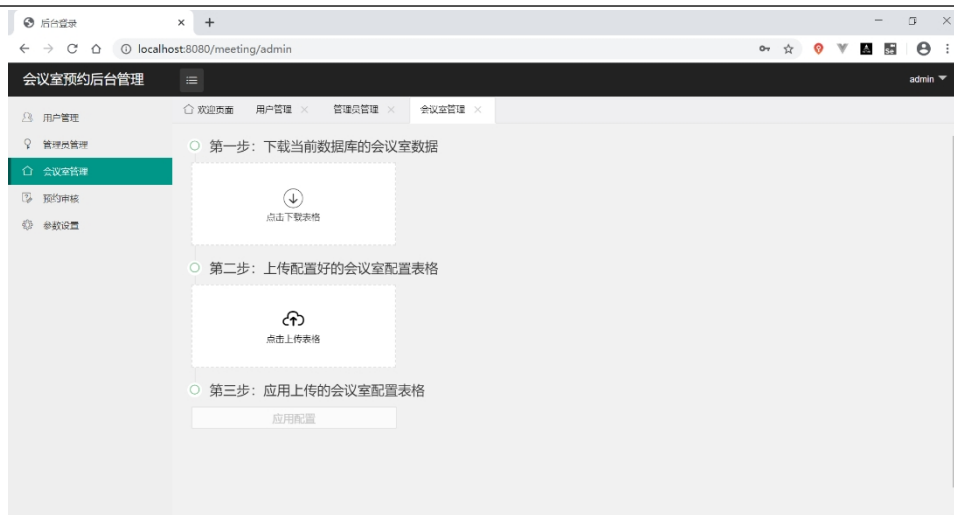 后台登录
localhost:8080/meeting/admin
会议室预约后台管理
admin
用户管理
管理员管理
会议室管理
预约审核
参数设置
欢迎页面 用户管理 管理员管理 会议室管理
第一步：下载当前数据库的会议室数据
点击下载表格
第二步：上传配置好的会议室配置表格
点击上传表格
第三步：应用上传的会议室配置表格
应用配置